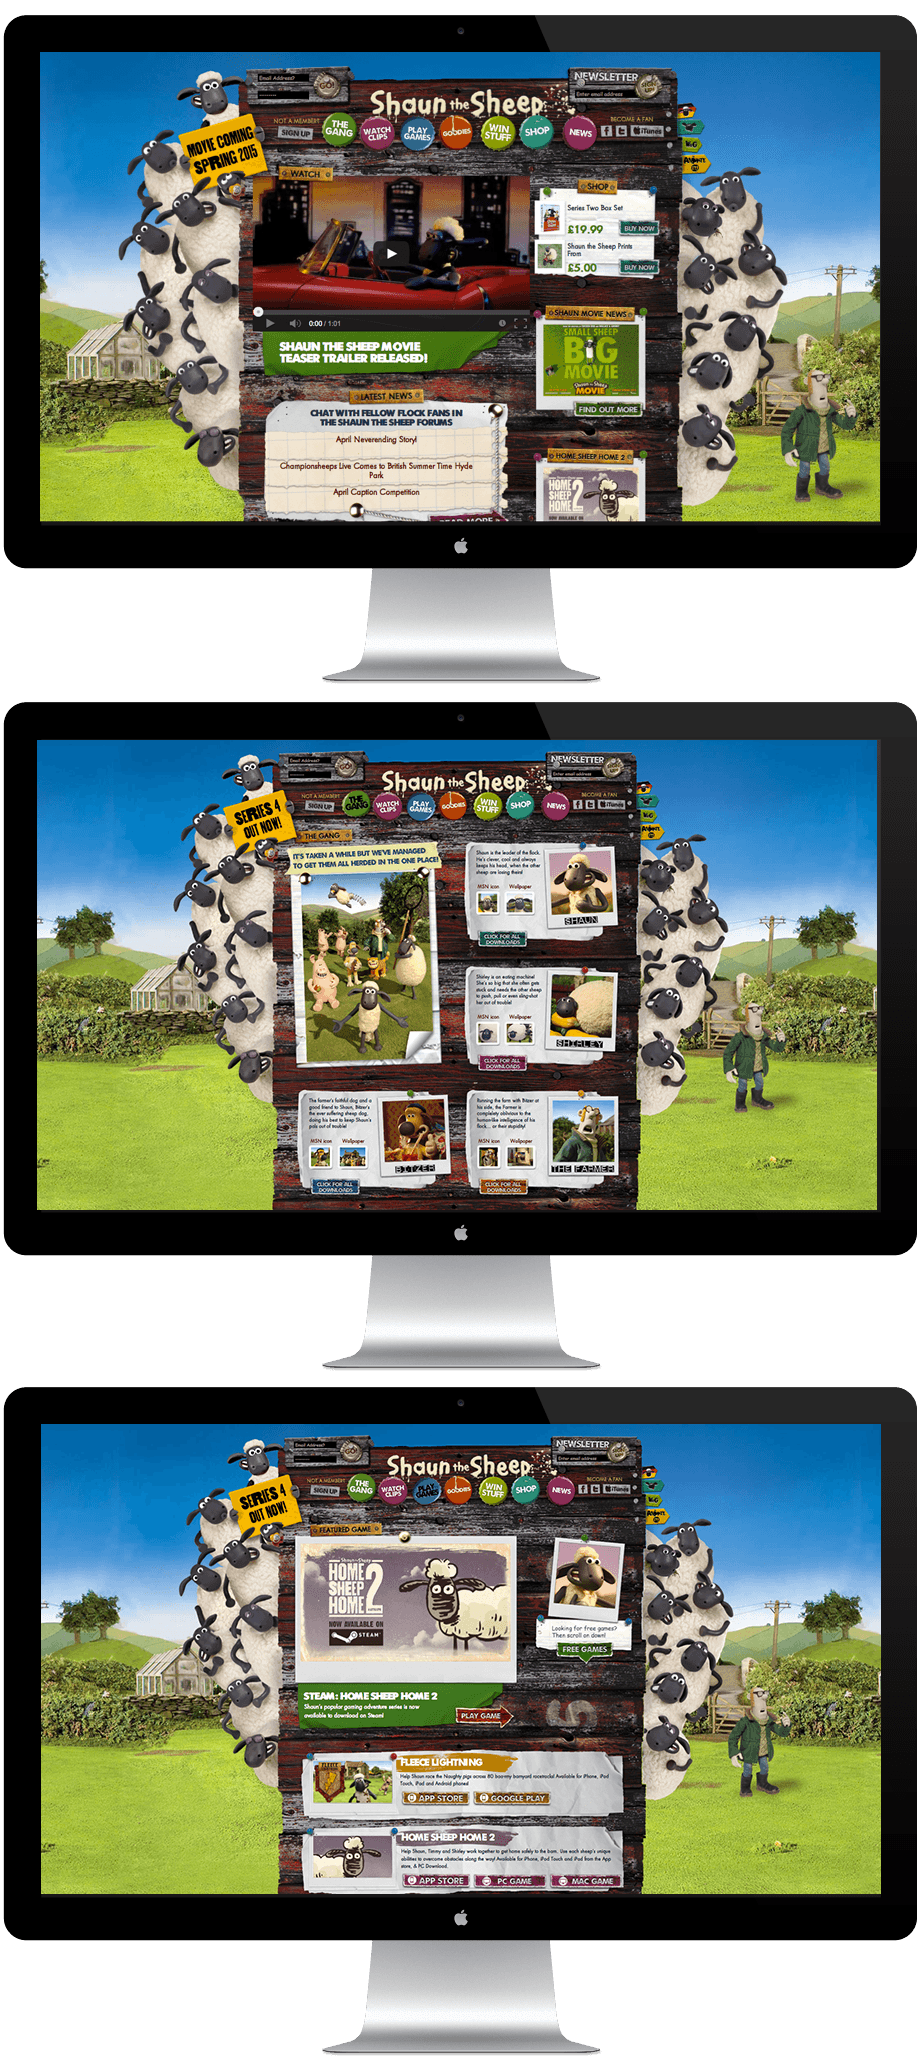 Email Address?
GO!
NEWSLETTER
Enter email address
Shaun the Sheep
NOT A MEMBER?
SIGN UP
THE GANG
WATCH CLIPS
PLAY GAMES
GOODIES
WIN STUFF
SHOP
NEWS
BECOME A FAN
iTunes
MOVIE COMING
SPRING 2015
WATCH
0:00 / 1:01
SHAUN THE SHEEP MOVIE
TEASER TRAILER RELEASED!
SHOP
Series Two Box Set
£19.99
BUY NOW
Shaun the Sheep Prints
From
£5.00
BUY NOW
SHAUN MOVIE NEWS
SMALL SHEEP
BIG
MOVIE
Shaun the Sheep
MOVIE
FIND OUT MORE
LATEST NEWS
CHAT WITH FELLOW FLOCK FANS IN
THE SHAUN THE SHEEP FORUMS
April Neverending Story!
Championsheeps Live Comes to British Summer Time Hyde
Park
April Caption Competition
READ MORE
HOME SHEEP HOME 2
HOME
SHEEP
HOME 2
NOW AVAILABLE ON
Email Address?
GO!
NEWSLETTER
Enter email address
Shaun the Sheep
NOT A MEMBER?
SIGN UP
THE GANG
WATCH CLIPS
PLAY GAMES
GOODIES
WIN STUFF
SHOP
NEWS
BECOME A FAN
iTunes
SERIES 4
OUT NOW!
THE GANG
IT'S TAKEN A WHILE BUT WE'VE MANAGED
TO GET THEM ALL HERDED IN THE ONE PLACE!
Shaun is the leader of the flock.
He's clever, cool and always
keeps his head, when the other
sheep are losing theirs!
MSN icon Wallpaper
SHAUN
CLICK FOR ALL
DOWNLOADS
Shirley is an eating machine!
She's so big that she often gets
stuck and needs the other sheep
to push, pull or even slingshot
her out of trouble!
MSN icon Wallpaper
SHIRLEY
CLICK FOR ALL
DOWNLOADS
The farmer's faithful dog and a
good friend to Shaun, Bitzer's
the ever suffering sheep dog,
doing his best to keep Shaun's
pals out of trouble!
MSN icon Wallpaper
BITZER
CLICK FOR ALL
DOWNLOADS
Running the farm with Bitzer at
his side, the Farmer is
completely oblivious to the
human-like intelligence of his
flock... or their stupidity!
MSN icon Wallpaper
THE FARMER
CLICK FOR ALL
DOWNLOADS
Email Address?
GO!
NEWSLETTER
Enter email address
Shaun the Sheep
NOT A MEMBER?
SIGN UP
THE GANG
WATCH CLIPS
PLAY GAMES
GOODIES
WIN STUFF
SHOP
NEWS
BECOME A FAN
iTunes
SERIES 4
OUT NOW!
FEATURED GAME
Shaun the Sheep
HOME
SHEEP
HOME 2
NOW AVAILABLE ON
STEAM
Looking for free games?
Then scroll on down!
FREE GAMES
STEAM: HOME SHEEP HOME 2
Shaun's popular gaming adventure series is now
available to download on Steam!
PLAY GAME
FLEECE LIGHTNING
Help Shaun race the Naughty pigs across 80 baa-my barnyard racetracks! Available for iPhone, iPod
Touch, iPad and Android phones!
APP STORE
GOOGLE PLAY
HOME SHEEP HOME 2
Help Shaun, Timmy and Shirley work together to get home safely to the barn. Use each sheep's unique
abilities to overcome obstacles along the way! Available for iPhone, iPod Touch and iPad from the App
store, & PC Download.
APP STORE
PC GAME
MAC GAME